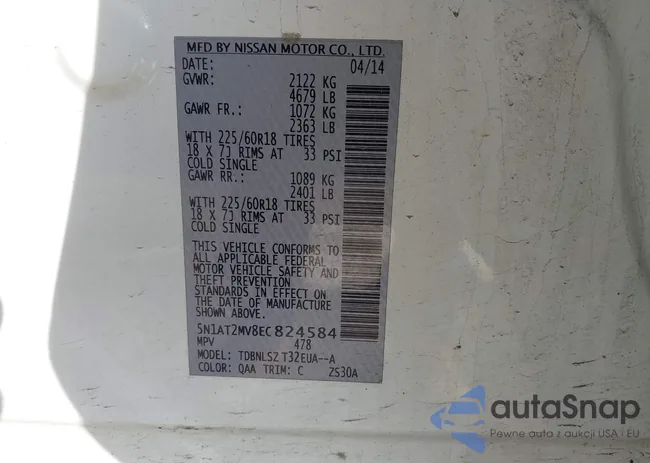 MFD BY NISSAN MOTOR CO., LTD.
DATE: 04/14
GVWR: 2122 KG
4679 LB
GAWR FR.: 1072 KG
2363 LB
WITH 225/60R18 TIRES
18 X 7J RIMS AT 33 PSI
COLD SINGLE
GAWR RR.: 1089 KG
2401 LB
WITH 225/60R18 TIRES
18 X 7J RIMS AT 33 PSI
COLD SINGLE
THIS VEHICLE CONFORMS TO
ALL APPLICABLE FEDERAL
MOTOR VEHICLE SAFETY AND
THEFT PREVENTION
STANDARDS IN EFFECT ON
THE DATE OF MANUFACTURE
SHOWN ABOVE.
5N1AT2MV8EC824584
MPV 478
MODEL: TDBNLSZ T32EUA--A
COLOR: QAA TRIM: C 2S30A
autoSnap
Pewne auto z aukcji USA i EU